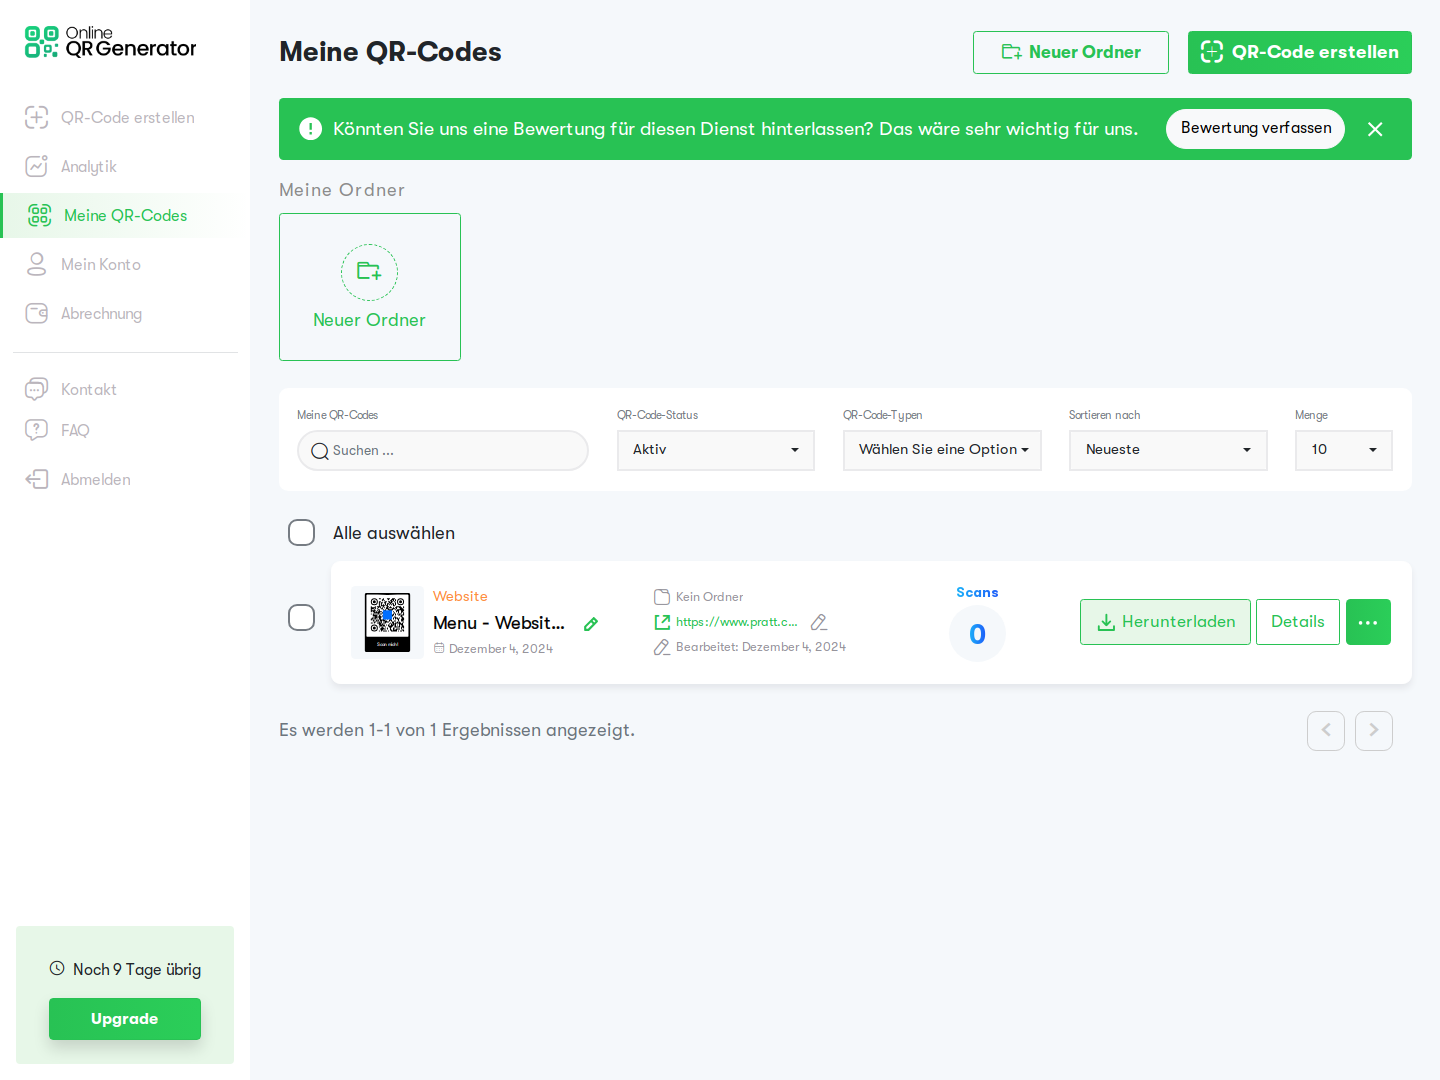 Online
QR Generator
QR-Code erstellen
Analytik
Meine QR-Codes
Mein Konto
Abrechnung
Kontakt
FAQ
Abmelden
Noch 9 Tage übrig
Upgrade
Meine QR-Codes
Neuer Ordner
QR-Code erstellen
Könnten Sie uns eine Bewertung für diesen Dienst hinterlassen? Das wäre sehr wichtig für uns.
Bewertung verfassen
Meine Ordner
Neuer Ordner
Meine QR-Codes
Suchen ...
QR-Code-Status
Aktiv
QR-Code-Typen
Wählen Sie eine Option
Sortieren nach
Neueste
Menge
10
Alle auswählen
Scan mich!
Website
Menu - Websit...
Dezember 4, 2024
Kein Ordner
https://www.pratt.c...
Bearbeitet: Dezember 4, 2024
Scans
0
Herunterladen
Details
Es werden 1-1 von 1 Ergebnissen angezeigt.